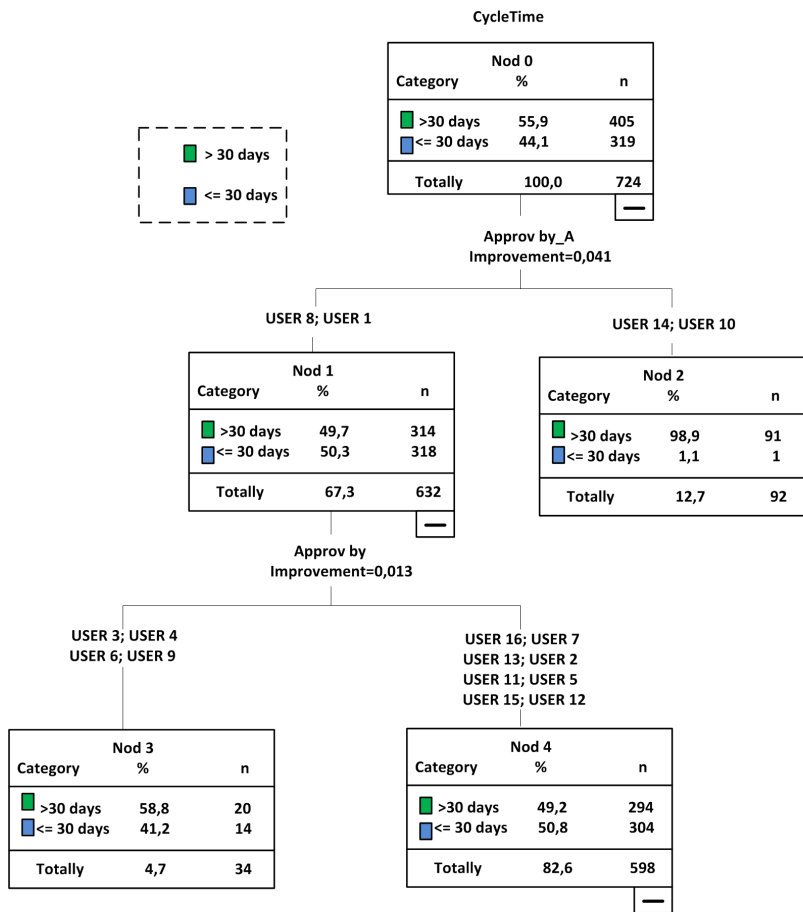 CycleTime
Nod 0
Category % n
>30 days 55,9 405
<= 30 days 44,1 319
Totally 100,0 724
> 30 days
<= 30 days
Approv by_A
Improvement=0,041
USER 8; USER 1
USER 14; USER 10
Nod 1
Category % n
>30 days 49,7 314
<= 30 days 50,3 318
Totally 67,3 632
Nod 2
Category % n
>30 days 98,9 91
<= 30 days 1,1 1
Totally 12,7 92
Approv by
Improvement=0,013
USER 3; USER 4
USER 6; USER 9
USER 16; USER 7
USER 13; USER 2
USER 11; USER 5
USER 15; USER 12
Nod 3
Category % n
>30 days 58,8 20
<= 30 days 41,2 14
Totally 4,7 34
Nod 4
Category % n
>30 days 49,2 294
<= 30 days 50,8 304
Totally 82,6 598